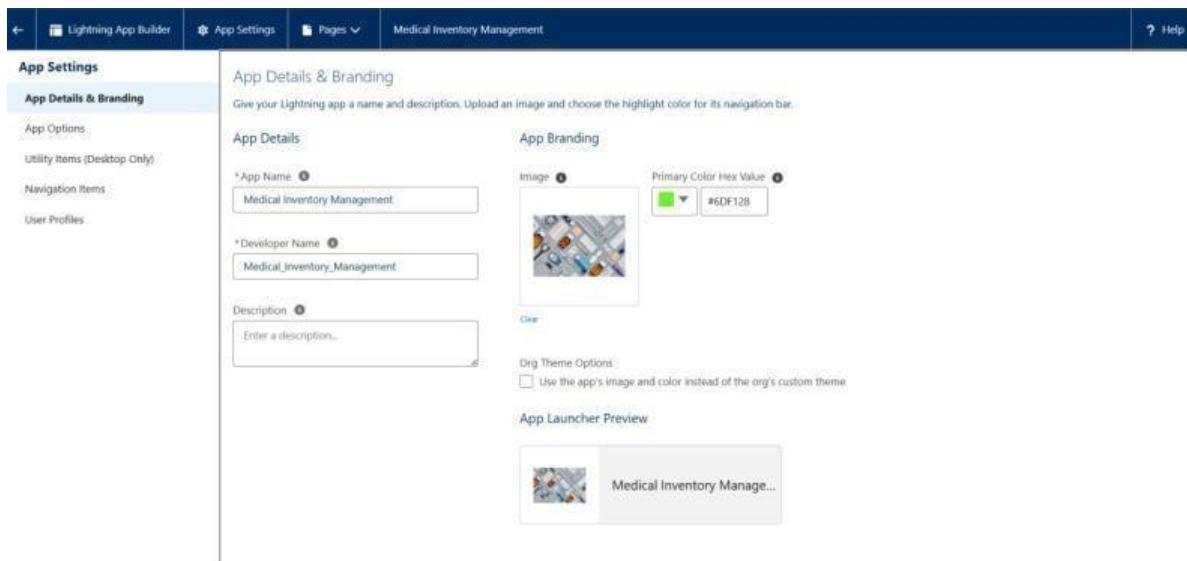 Lightning App Builder
App Settings
Pages
Medical Inventory Management
? Help
App Settings
App Details & Branding
App Options
Utility Items (Desktop Only)
Navigation Items
User Profiles
App Details & Branding
Give your Lightning app a name and description. Upload an image and choose the highlight color for its navigation bar.
App Details
*App Name
Medical Inventory Management
*Developer Name
Medical_Inventory_Management
Description
Enter a description...
App Branding
Image
Clear
Primary Color Hex Value
#6DF128
Org Theme Options
Use the app's image and color instead of the org's custom theme
App Launcher Preview
Medical Inventory Manage...